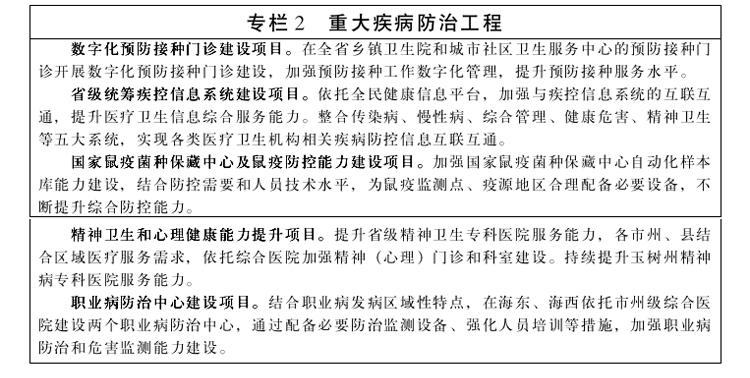 专栏2 重大疾病防治工程
数字化预防接种门诊建设项目。在全省乡镇卫生院和城市社区卫生服务中心的预防接种门
诊开展数字化预防接种门诊建设，加强预防接种工作数字化管理，提升预防接种服务水平。
省级统筹疾控信息系统建设项目。依托全民健康信息平台，加强与疾控信息系统的互联互
通，提升医疗卫生信息综合服务能力。整合传染病、慢性病、综合管理、健康危害、精神卫生
等五大系统，实现各类医疗卫生机构相关疾病防控信息互联互通。
国家鼠疫菌种保藏中心及鼠疫防控能力建设项目。加强国家鼠疫菌种保藏中心自动化样本
库能力建设，结合防控需要和人员技术水平，为鼠疫监测点、疫源地区合理配备必要设备，不
断提升综合防控能力。
精神卫生和心理健康能力提升项目。提升省级精神卫生专科医院服务能力，各市州、县结
合区域医疗服务需求，依托综合医院加强精神（心理）门诊和科室建设。持续提升玉树州精神
病专科医院服务能力。
职业病防治中心建设项目。结合职业病发病区域性特点，在海东、海西依托市州级综合医
院建设两个职业病防治中心，通过配备必要防治监测设备、强化人员培训等措施，加强职业病
防治和危害监测能力建设。